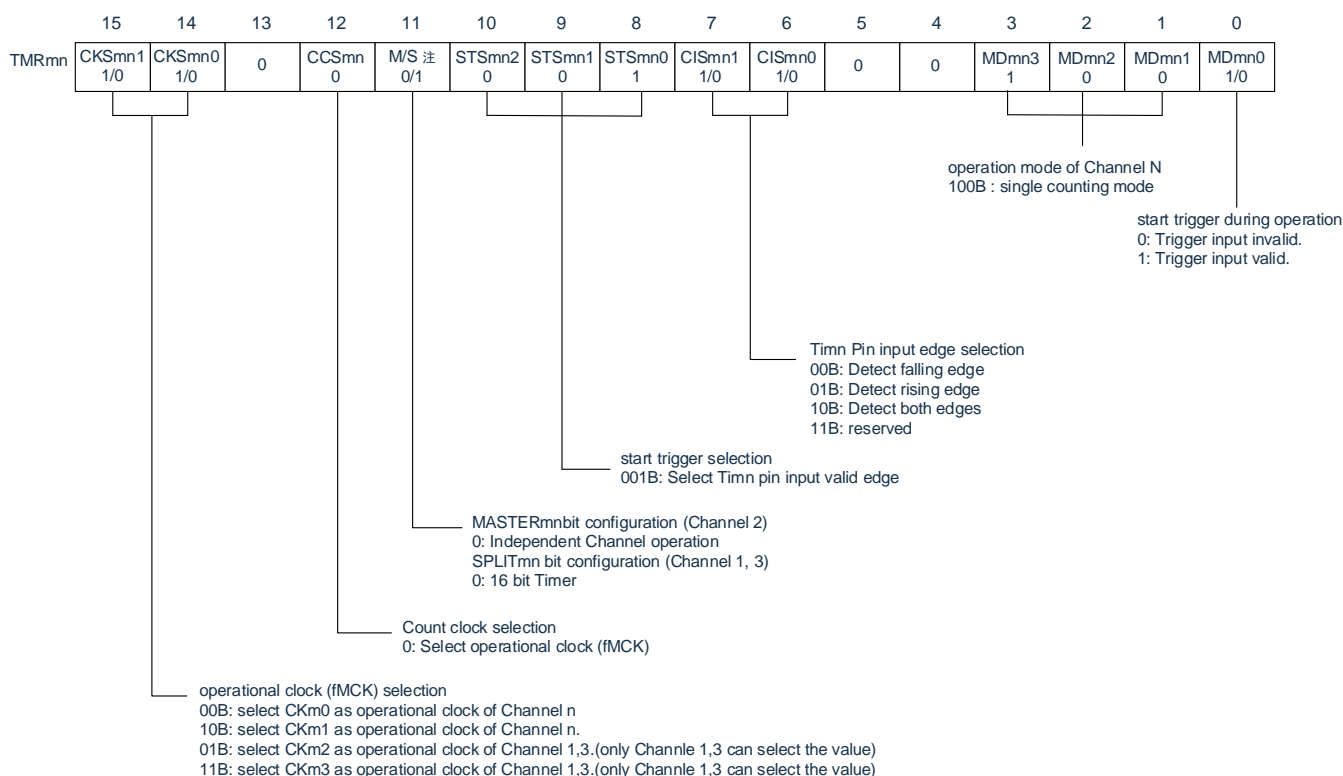 15 14 13 12 11 10 9 8 7 6 5 4 3 2 1 0
TMRmn CKSmn1 CKSmn0 0 CCSmn M/S 注 STSmn2 STSmn1 STSmn0 CISmn1 CISmn0 0 0 MDmn3 MDmn2 MDmn1 MDmn0
1/0 1/0 0 0/1 0 0 1 1/0 1/0 1 0 0 1/0
operation mode of Channel N
100B : single counting mode
start trigger during operation
0: Trigger input invalid.
1: Trigger input valid.
Timn Pin input edge selection
00B: Detect falling edge
01B: Detect rising edge
10B: Detect both edges
11B: reserved
start trigger selection
001B: Select Timn pin input valid edge
MASTERmnbit configuration (Channel 2)
0: Independent Channel operation
SPLITmn bit configuration (Channel 1, 3)
0: 16 bit Timer
Count clock selection
0: Select operational clock (fMCK)
operational clock (fMCK) selection
00B: select CKm0 as operational clock of Channel n
10B: select CKm1 as operational clock of Channel n.
01B: select CKm2 as operational clock of Channel 1,3.(only Channle 1,3 can select the value)
11B: select CKm3 as operational clock of Channel 1,3.(only Channle 1,3 can select the value)